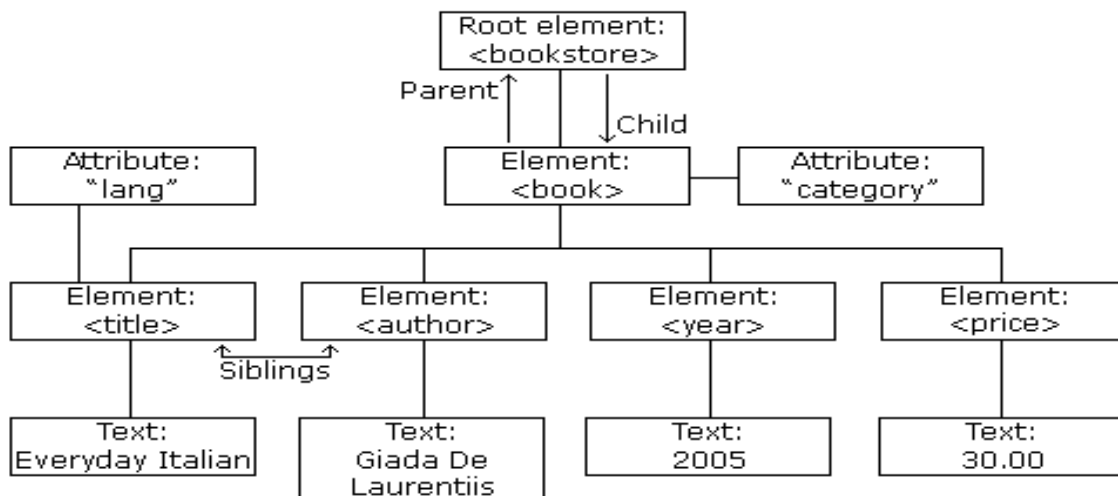 Root element:
<bookstore>
Parent
Child
Attribute:
“lang”
Element:
<book>
Attribute:
“category”
Element:
<title>
Element:
<author>
Element:
<year>
Element:
<price>
Siblings
Text:
Everyday Italian
Text:
Giada De
Laurentiis
Text:
2005
Text:
30.00